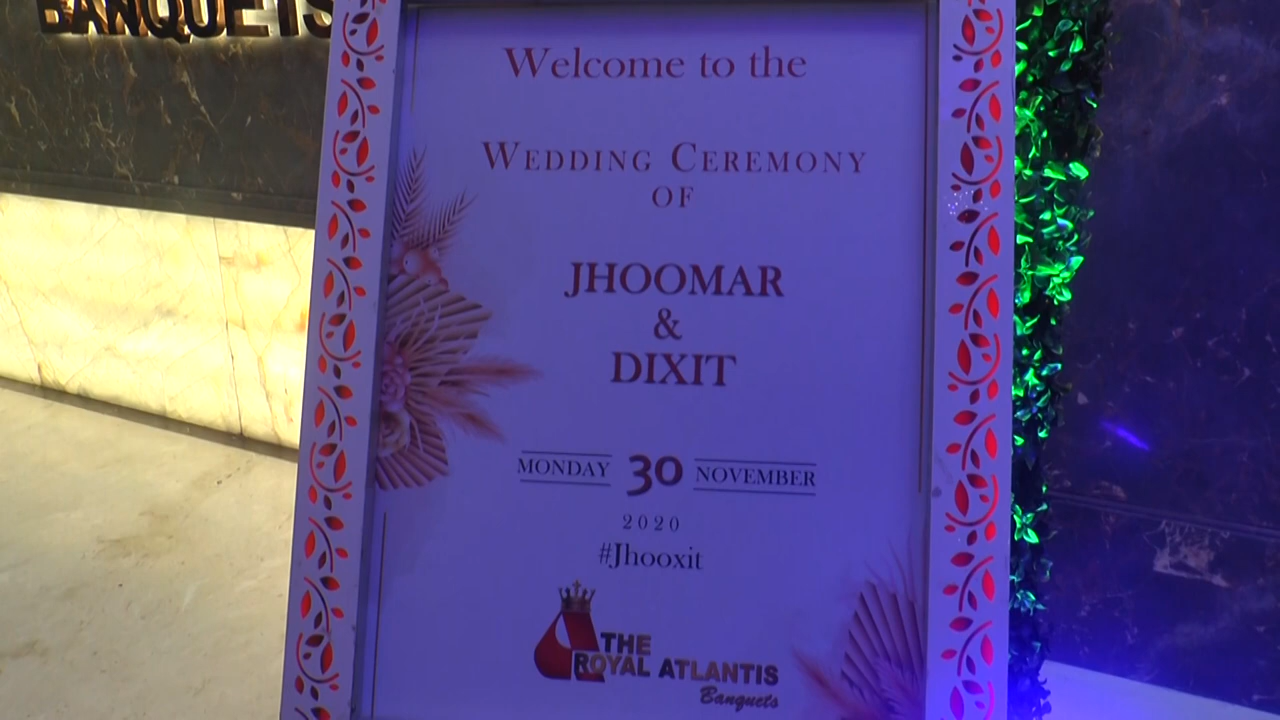 BANQUETS
Welcome to the
WEDDING CEREMONY
OF
JHOOMAR
&
DIXIT
MONDAY 30 NOVEMBER
2020
#Jhooxit
THE
ROYAL ATLANTIS
Banquets